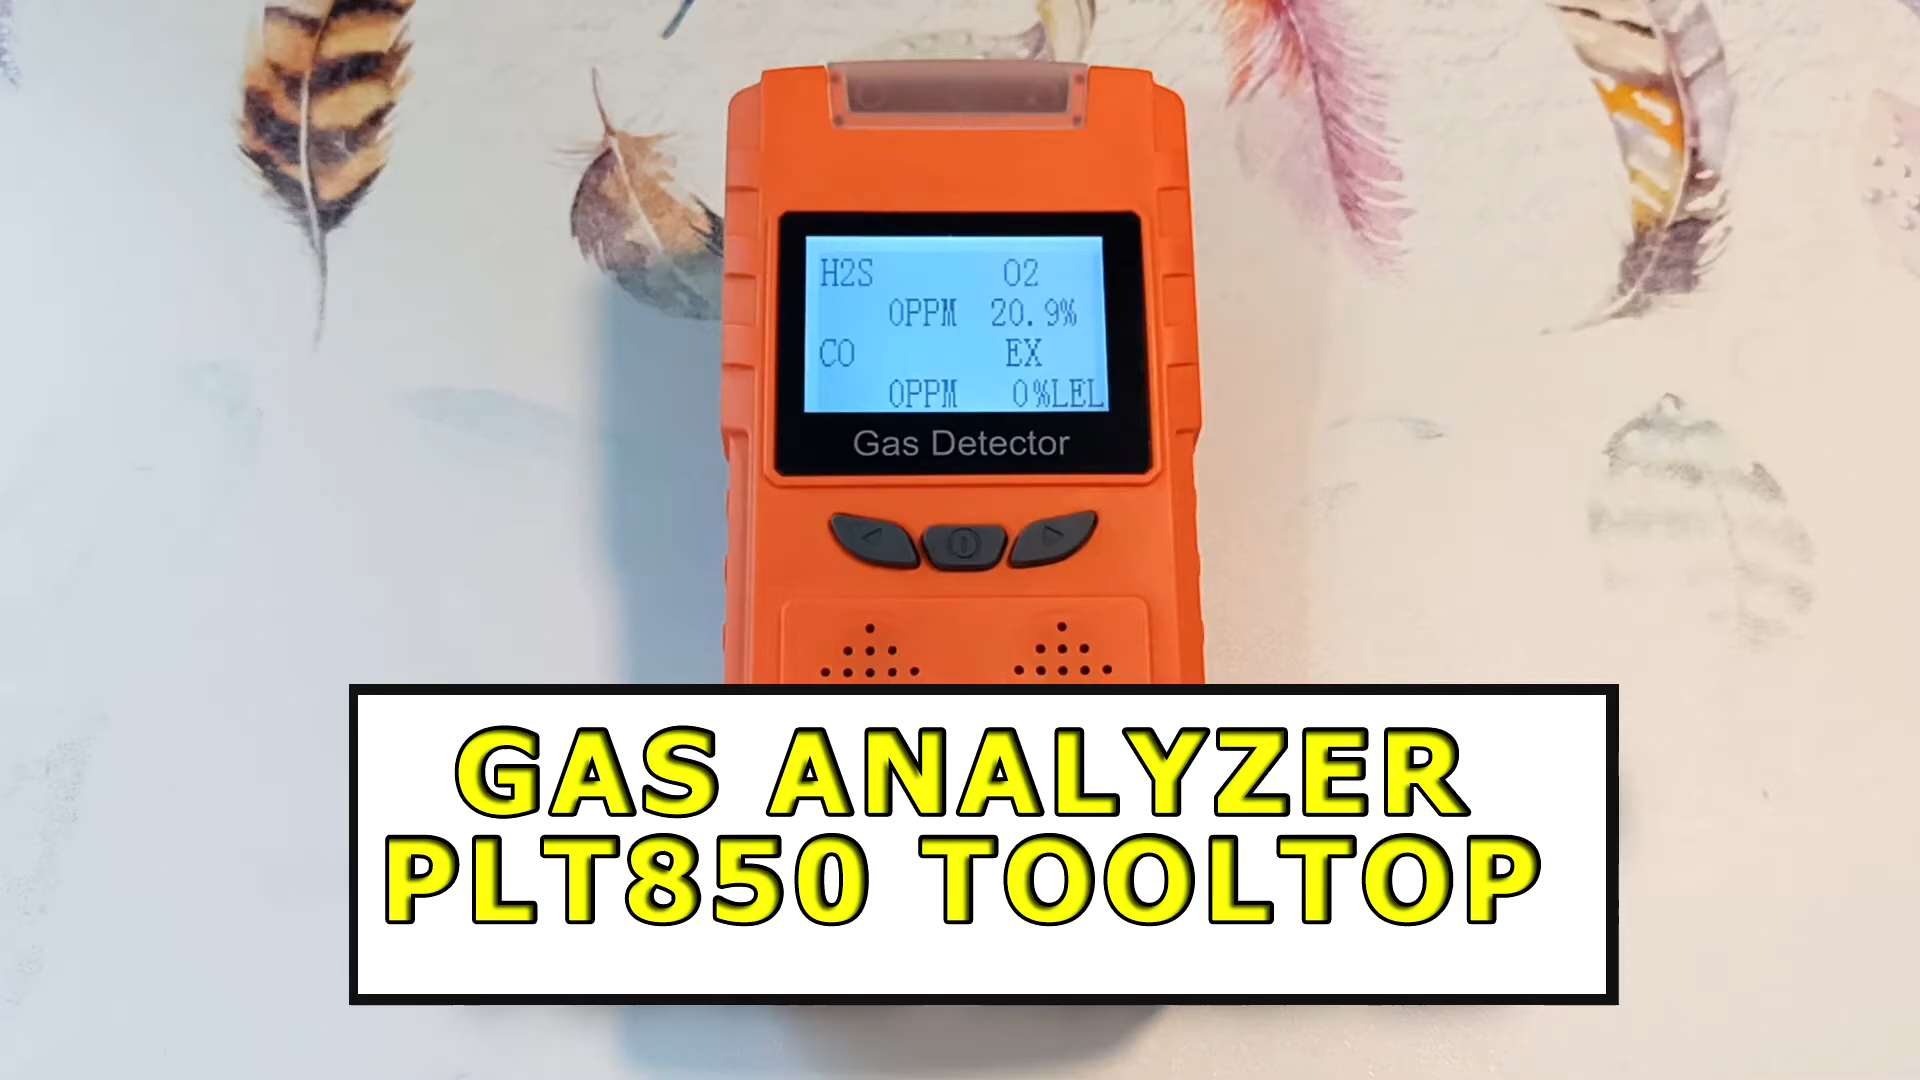 H2S O2
0PPM 20.9%
CO EX
0PPM 0%LEL
Gas Detector
GAS ANALYZER
PLT850 TOOLTOP